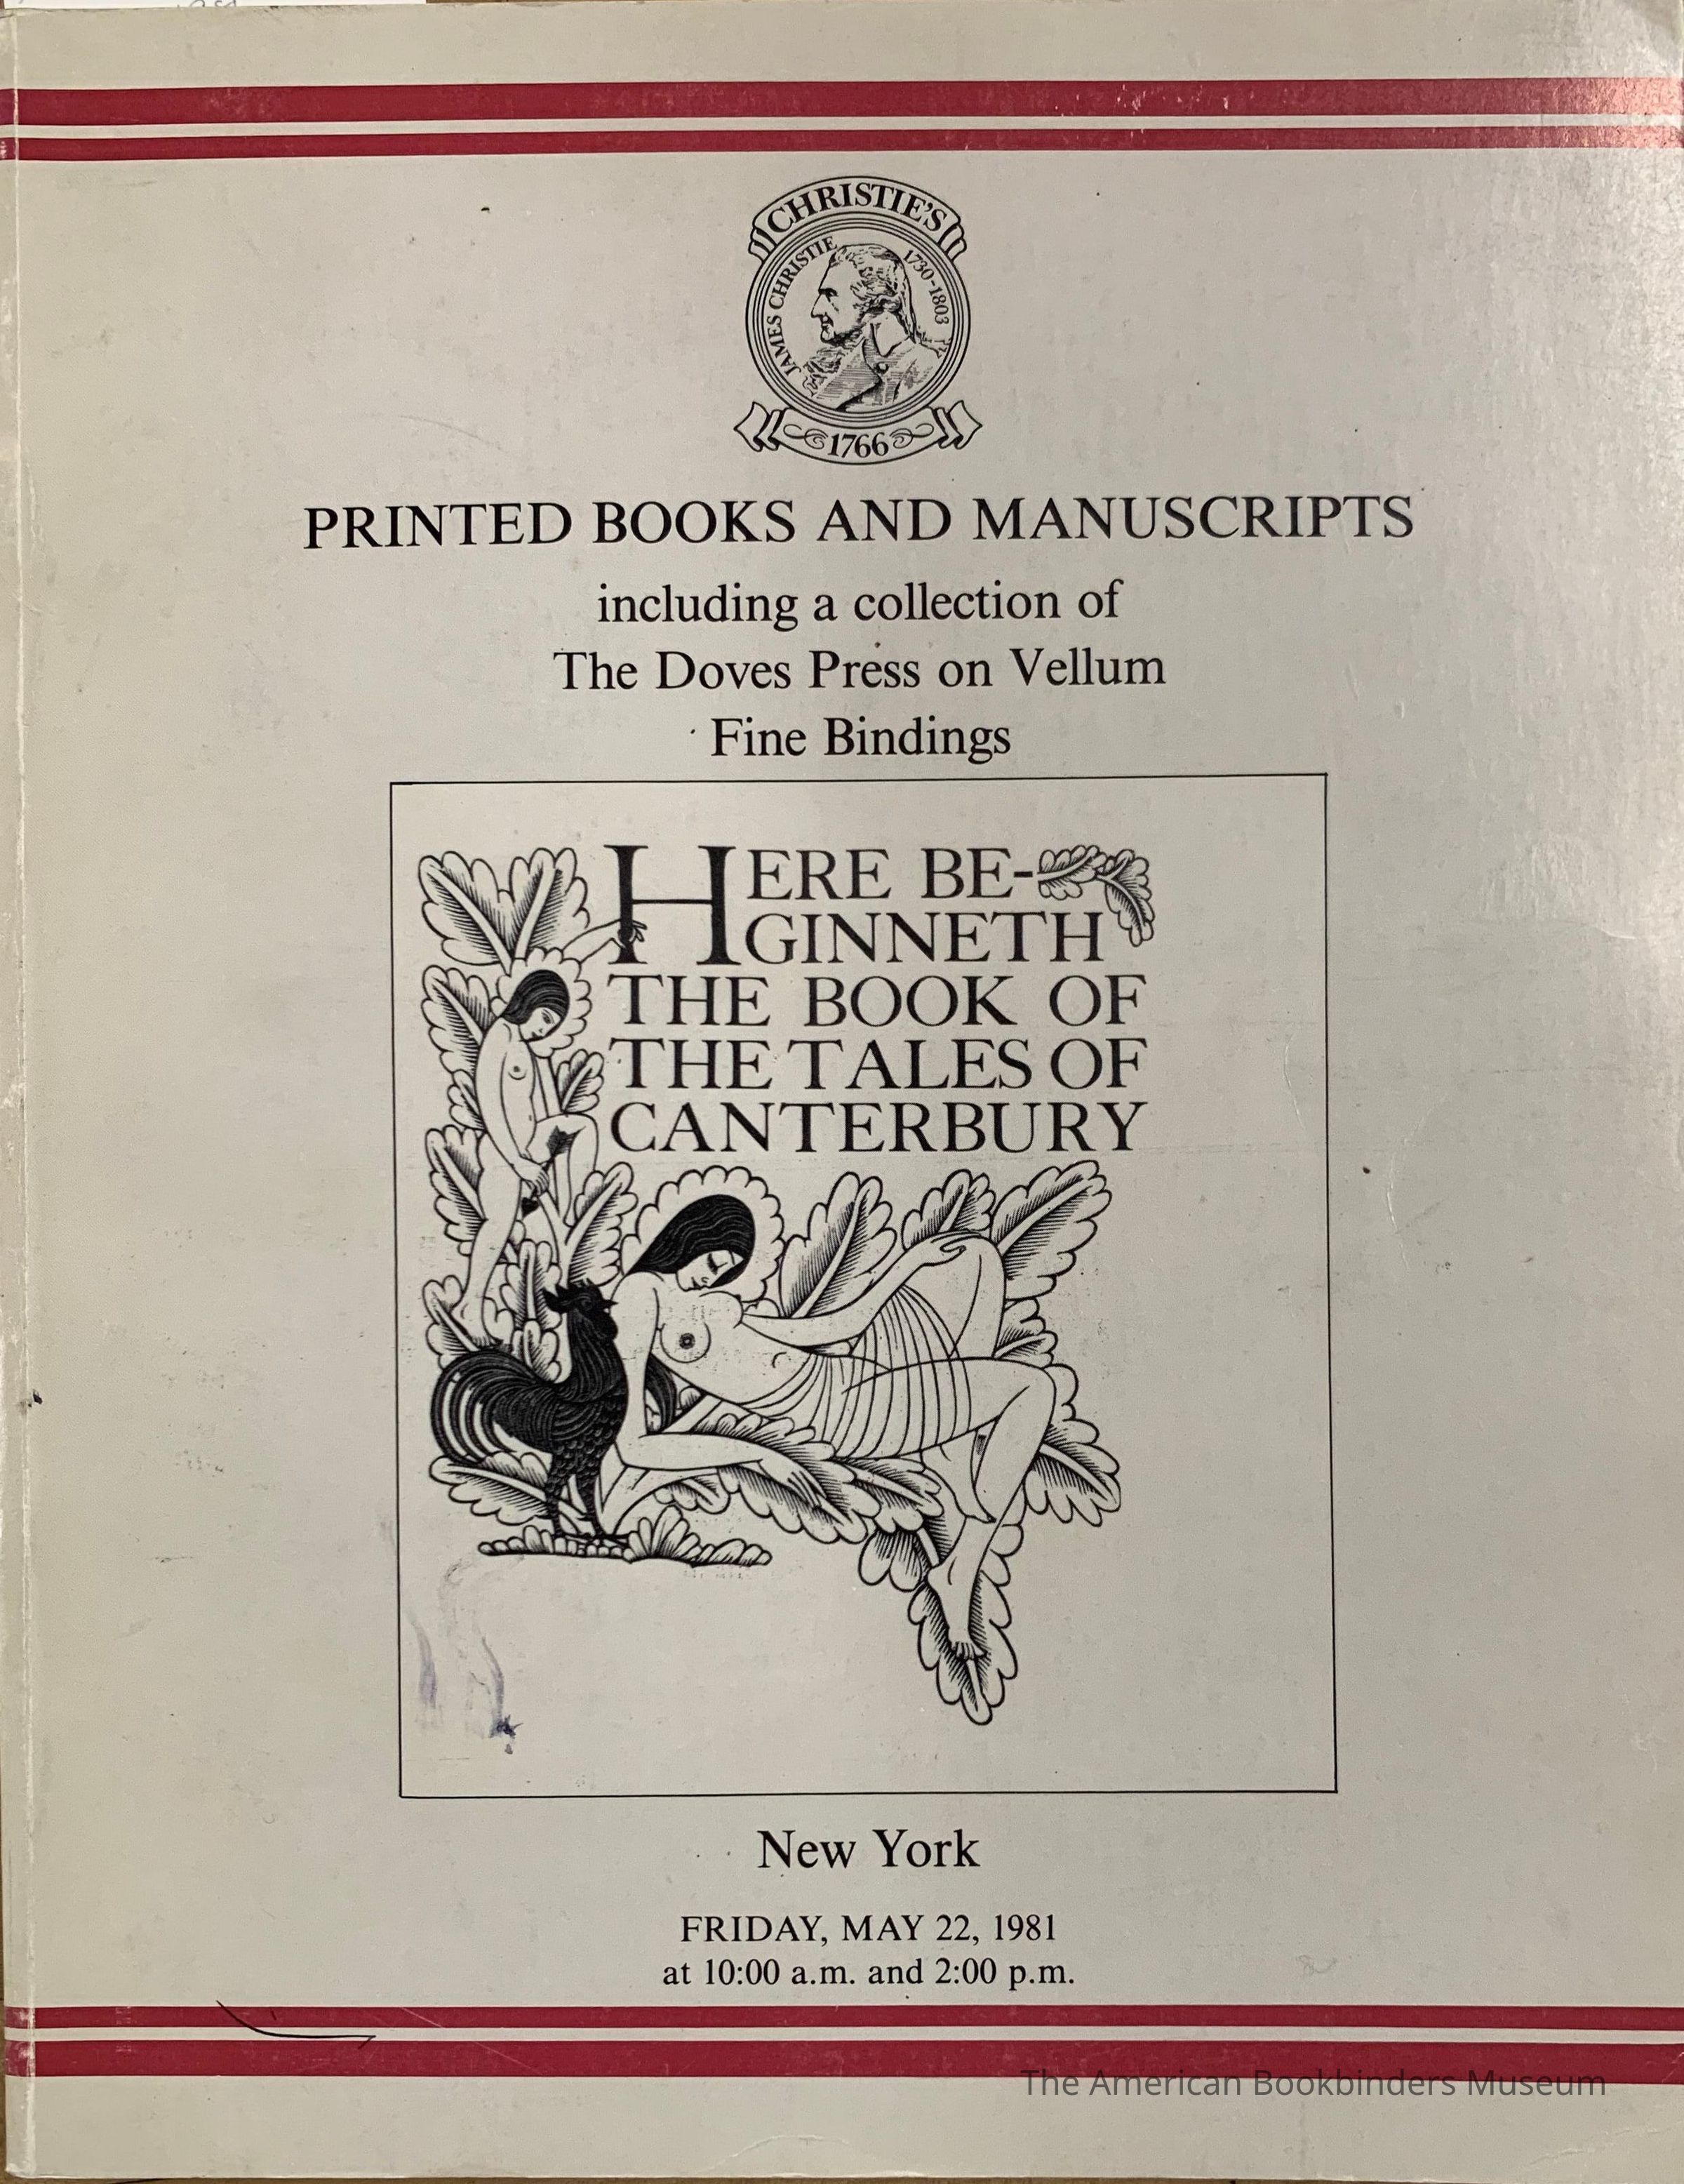 CHRISTIE'S
JAMES CHRISTIE 1730-1803
1766
PRINTED BOOKS AND MANUSCRIPTS
including a collection of
The Doves Press on Vellum
Fine Bindings
HERE BE-
GINNETH
THE BOOK OF
THE TALES OF
CANTERBURY
New York
FRIDAY, MAY 22, 1981
at 10:00 a.m. and 2:00 p.m.
The American Bookbinders Museum